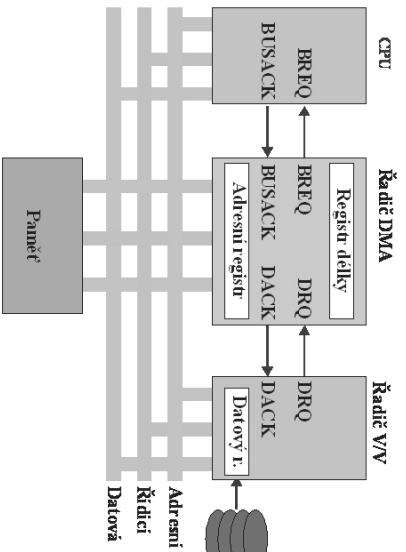 CPU
BREQ
BUSACK
Řadič DMA
Registr délky
BREQ
DRQ
BUSACK
DACK
Adresní registr
Řadič V/V
DRQ
DACK
Datový r.
Adresní
Řídicí
Datová
Paměť